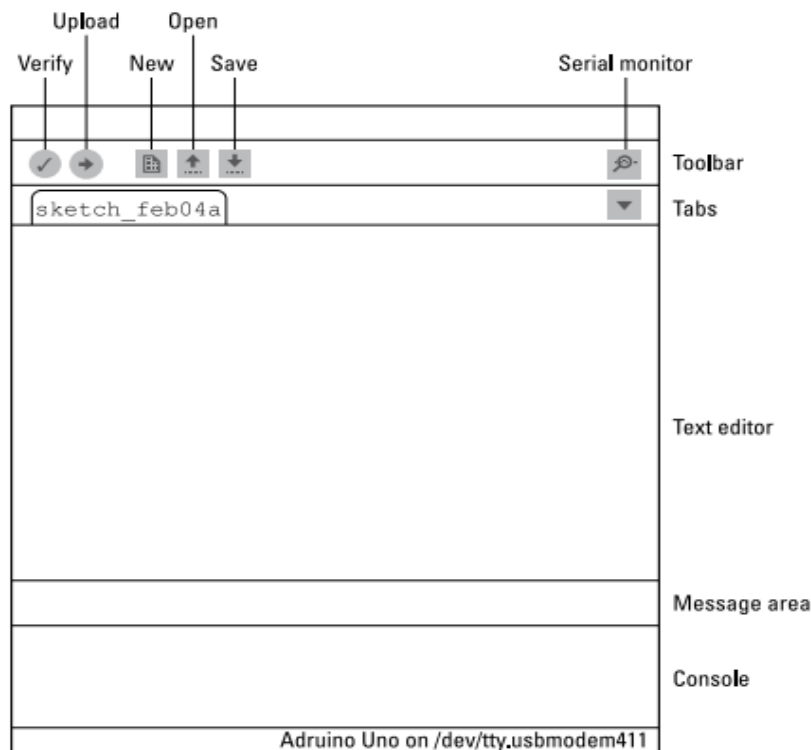 Upload Open
Verify New Save Serial monitor
Toolbar
sketch_feb04a Tabs
Text editor
Message area
Console
Adruino Uno on /dev/tty.usbmodem411